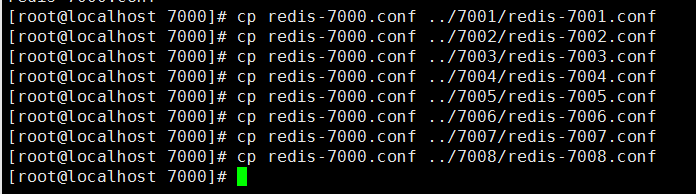 redis-7000.conf
[root@localhost 7000]# cp redis-7000.conf ../7001/redis-7001.conf
[root@localhost 7000]# cp redis-7000.conf ../7002/redis-7002.conf
[root@localhost 7000]# cp redis-7000.conf ../7003/redis-7003.conf
[root@localhost 7000]# cp redis-7000.conf ../7004/redis-7004.conf
[root@localhost 7000]# cp redis-7000.conf ../7005/redis-7005.conf
[root@localhost 7000]# cp redis-7000.conf ../7006/redis-7006.conf
[root@localhost 7000]# cp redis-7000.conf ../7007/redis-7007.conf
[root@localhost 7000]# cp redis-7000.conf ../7008/redis-7008.conf
[root@localhost 7000]#